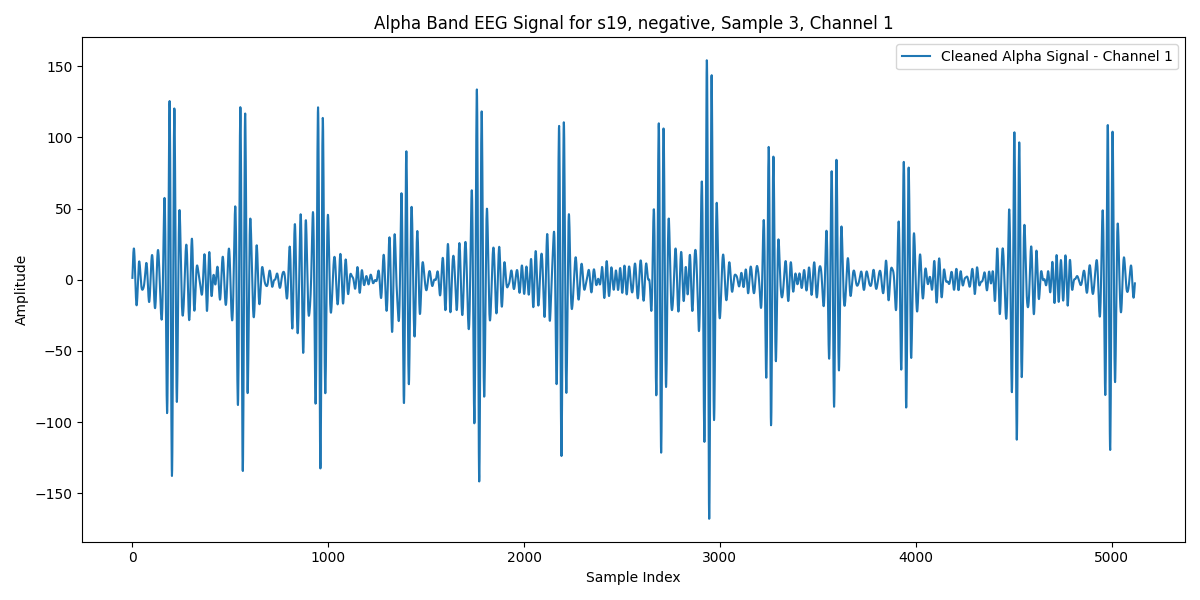 Alpha Band EEG Signal for s19, negative, Sample 3, Channel 1
Cleaned Alpha Signal - Channel 1
Amplitude
150
100
50
0
−50
−100
−150
0 1000 2000 3000 4000 5000
Sample Index